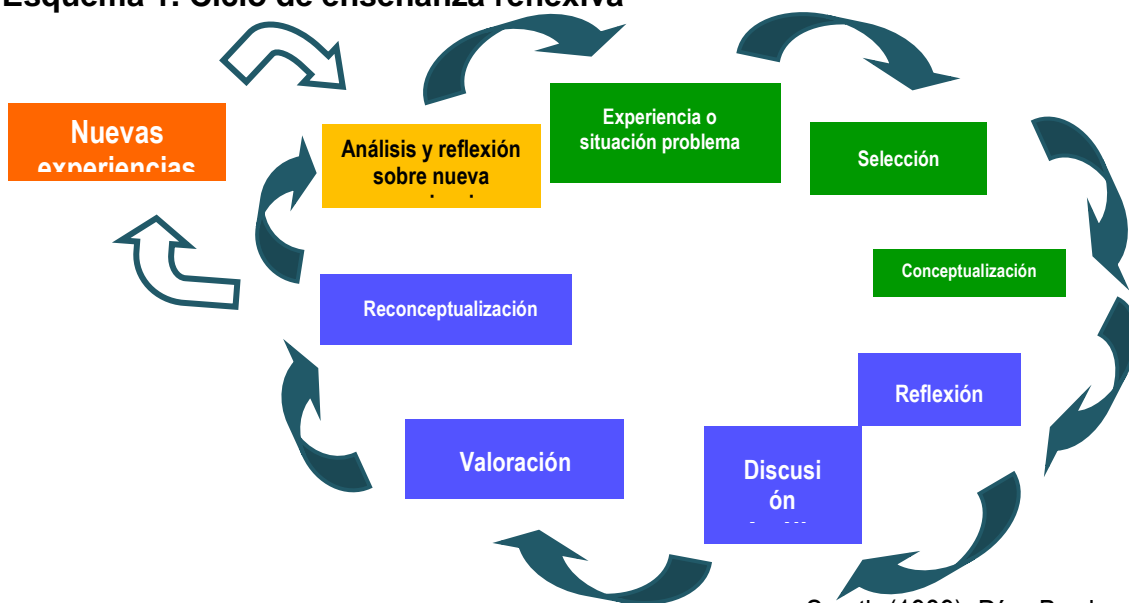 Esquema 1. Ciclo de enseñanza reflexiva
Nuevas
experiencias
Análisis y reflexión
sobre nueva
Experiencia o
situación problema
Selección
Conceptualización
Reflexión
Discusi
ón
Valoración
Reconceptualización